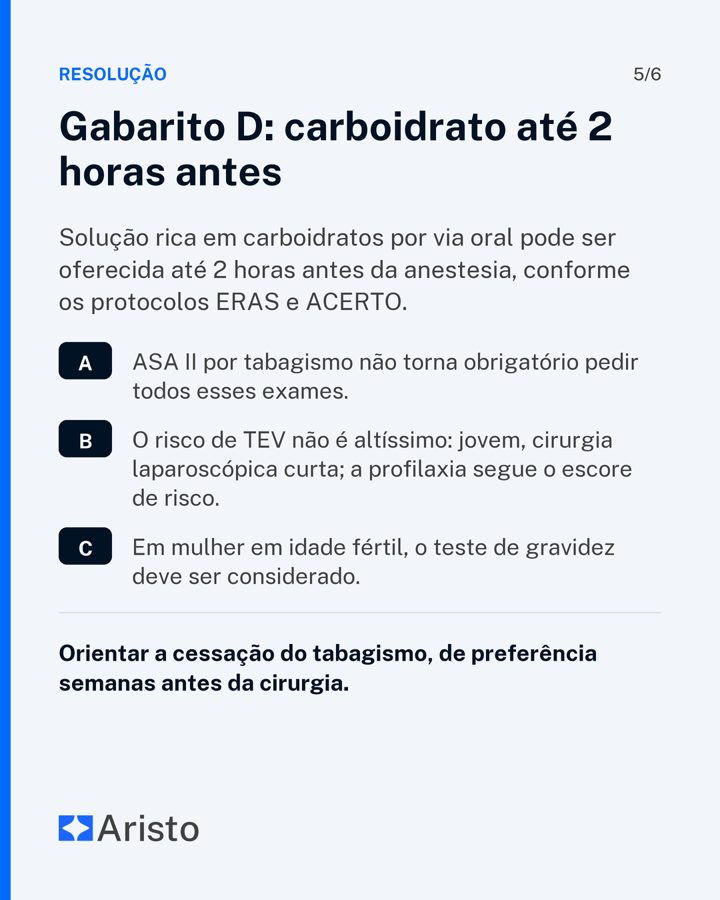 RESOLUÇÃO
5/6
Gabarito D: carboidrato até 2
horas antes
Solução rica em carboidratos por via oral pode ser
oferecida até 2 horas antes da anestesia, conforme
os protocolos ERAS e ACERTO.
A
ASA II por tabagismo não torna obrigatório pedir
todos esses exames.
B
O risco de TEV não é altíssimo: jovem, cirurgia
laparoscópica curta; a profilaxia segue o escore
de risco.
C
Em mulher em idade fértil, o teste de gravidez
deve ser considerado.
Orientar a cessação do tabagismo, de preferência
semanas antes da cirurgia.
Aristo